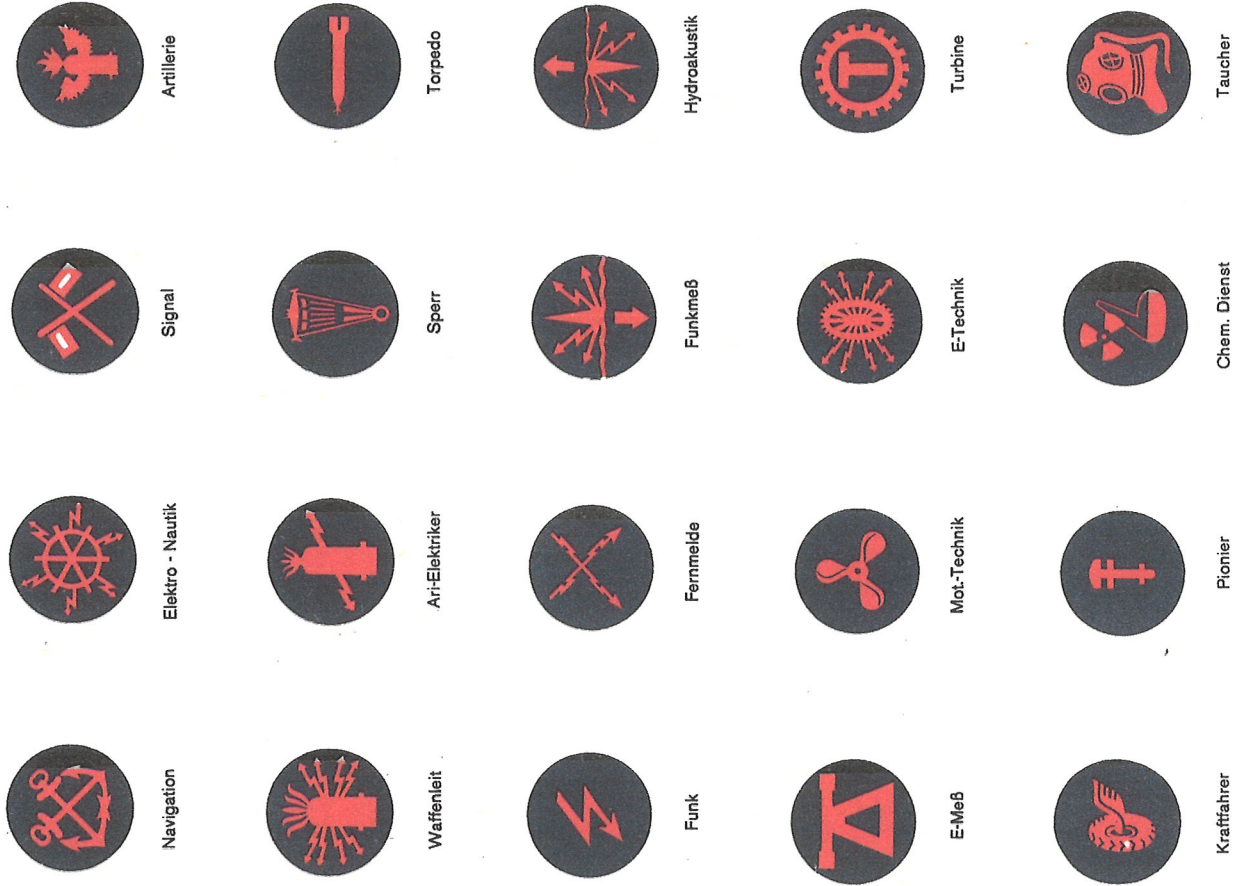 Navigation Elektro - Nautik Signal Artillerie
Waffenleit Ari-Elektriker Sperr Torpedo
Funk Fernmelde Funkmeß Hydroakustik
T
E-Meß Mot.-Technik E-Technik Turbine
Kraftfahrer Pionier Chem. Dienst Taucher